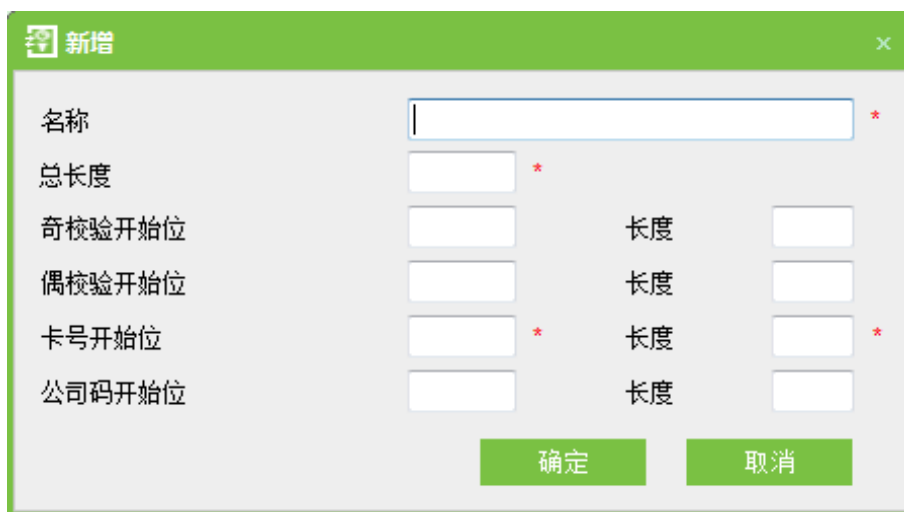 新增 ×
名称 *
总长度 *
奇校验开始位 长度
偶校验开始位 长度
卡号开始位 * 长度 *
公司码开始位 长度
确定 取消